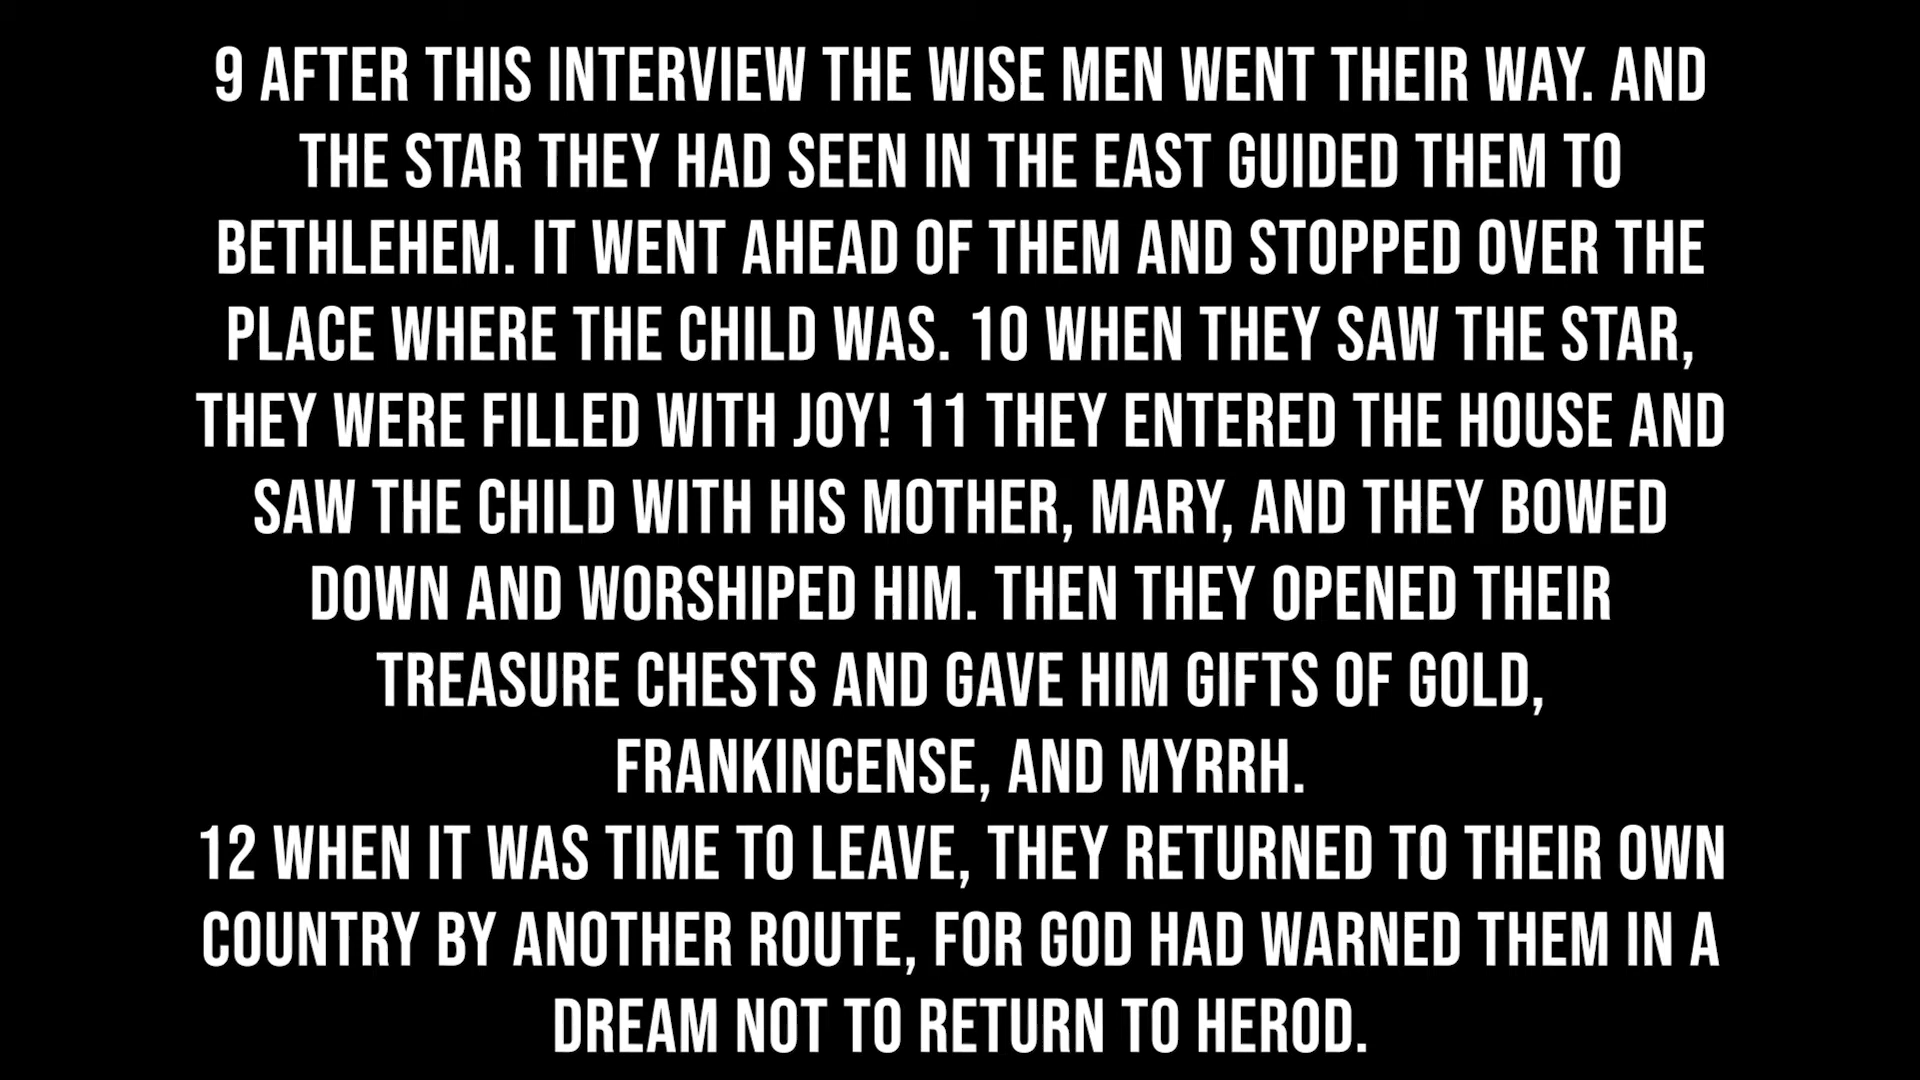 9 AFTER THIS INTERVIEW THE WISE MEN WENT THEIR WAY. AND
THE STAR THEY HAD SEEN IN THE EAST GUIDED THEM TO
BETHLEHEM. IT WENT AHEAD OF THEM AND STOPPED OVER THE
PLACE WHERE THE CHILD WAS. 10 WHEN THEY SAW THE STAR,
THEY WERE FILLED WITH JOY! 11 THEY ENTERED THE HOUSE AND
SAW THE CHILD WITH HIS MOTHER, MARY, AND THEY BOWED
DOWN AND WORSHIPED HIM. THEN THEY OPENED THEIR
TREASURE CHESTS AND GAVE HIM GIFTS OF GOLD,
FRANKINCENSE, AND MYRRH.
12 WHEN IT WAS TIME TO LEAVE, THEY RETURNED TO THEIR OWN
COUNTRY BY ANOTHER ROUTE, FOR GOD HAD WARNED THEM IN A
DREAM NOT TO RETURN TO HEROD.